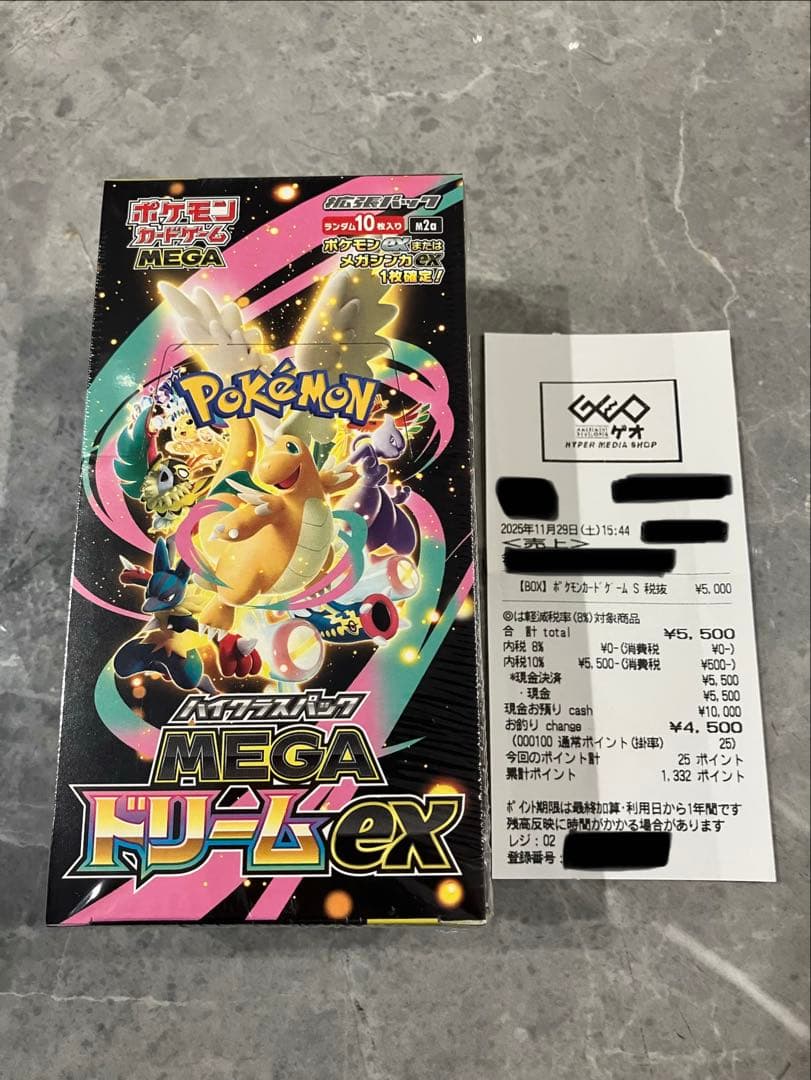 ポケモン
カードゲーム
MEGA
拡張パック
ランダム10枚入り M2a
ポケモンexまたは
メガシンカex
1枚確定!
POKéMON
ハイクラスパック
MEGA
ドリームex
GEO
ゲオ
HYPER MEDIA SHOP
2025年11月29日(土)15:44
<売上>
【BOX】ポケモンカードゲーム S 税抜 ¥5,000
◎は軽減税率(8%)対象商品
合 計 total ¥5,500
内税 8% ¥0-(消費税 ¥0-)
内税10% ¥5,500-(消費税 ¥500-)
*現金決済 ¥5,500
・現金 ¥5,500
現金お預り cash ¥10,000
お釣り change ¥4,500
(000100 通常ポイント(掛率) 25)
今回のポイント計 25 ポイント
累計ポイント 1,332 ポイント
ポイント期限は最終加算・利用日から1年間です
残高反映に時間がかかる場合があります
レジ:02
登録番号: